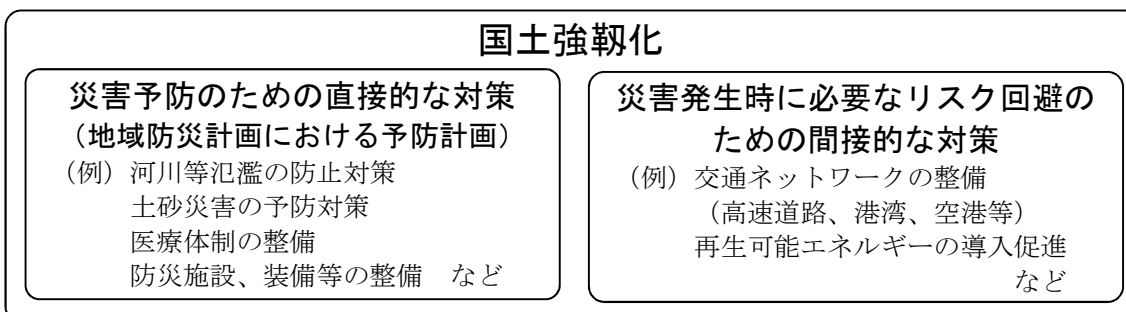 国土強靱化
災害予防のための直接的な対策
（地域防災計画における予防計画）
（例）河川等氾濫の防止対策
土砂災害の予防対策
医療体制の整備
防災施設、装備等の整備　など
災害発生時に必要なリスク回避の
ための間接的な対策
（例）交通ネットワークの整備
（高速道路、港湾、空港等）
再生可能エネルギーの導入促進
など